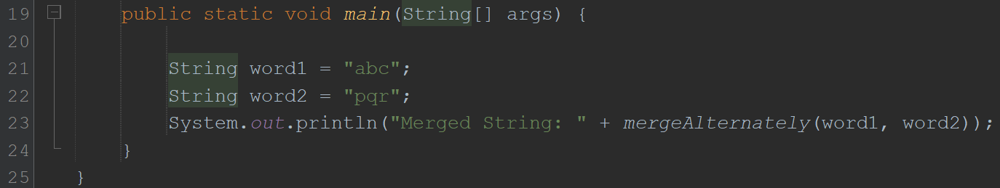 19 public static void main(String[] args) {
20
21 String word1 = "abc";
22 String word2 = "pqr";
23 System.out.println("Merged String: " + mergeAlternately(word1, word2));
24 }
25 }